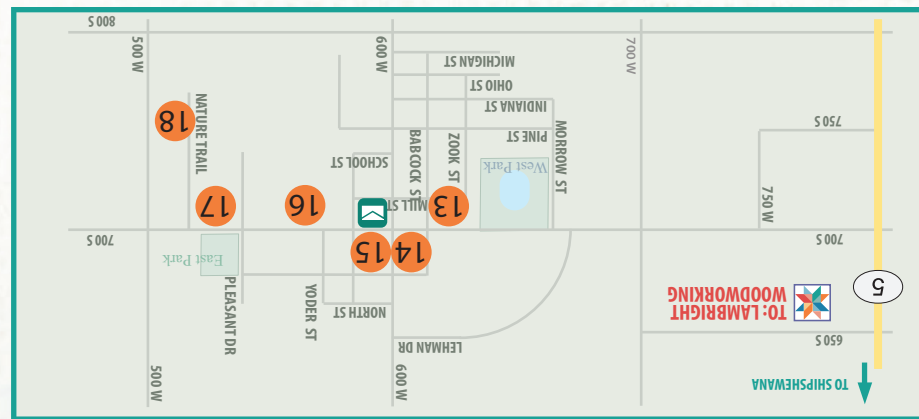 TO SHIPSHEWANA
600 W
500 W
650 S
LEHMAN DR
TO: LAMBRIGHT
WOODWORKING
NORTH ST
YODER ST
PLEASANT DR
5
East Park
14
15
700 S
700 S
13
MILL ST
16
17
750 W
West Park
MORROW ST
ZOOK ST
BABCOCK ST
SCHOOL ST
NATURE TRAIL
18
750 S
PINE ST
INDIANA ST
OHIO ST
MICHIGAN ST
700 W
600 W
500 W
800 S